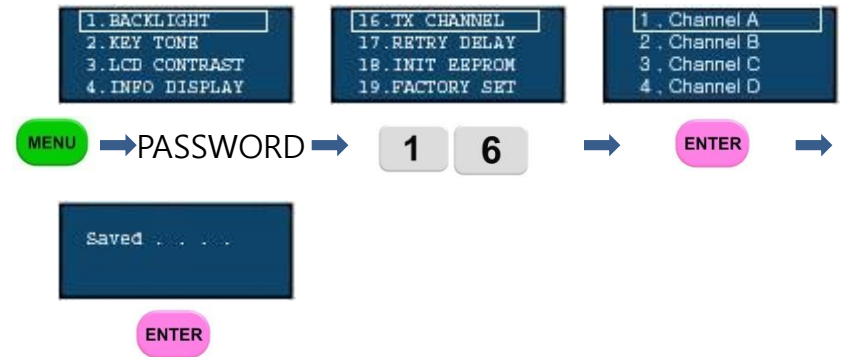 1.BACKLIGHT
2.KEY TONE
3.LCD CONTRAST
4.INFO DISPLAY
16.TX CHANNEL
17.RETRY DELAY
18.INIT EEPROM
19.FACTORY SET
1 , Channel A
2 , Channel B
3 , Channel C
4 , Channel D
MENU
PASSWORD
1 6
ENTER
Saved . . . .
ENTER